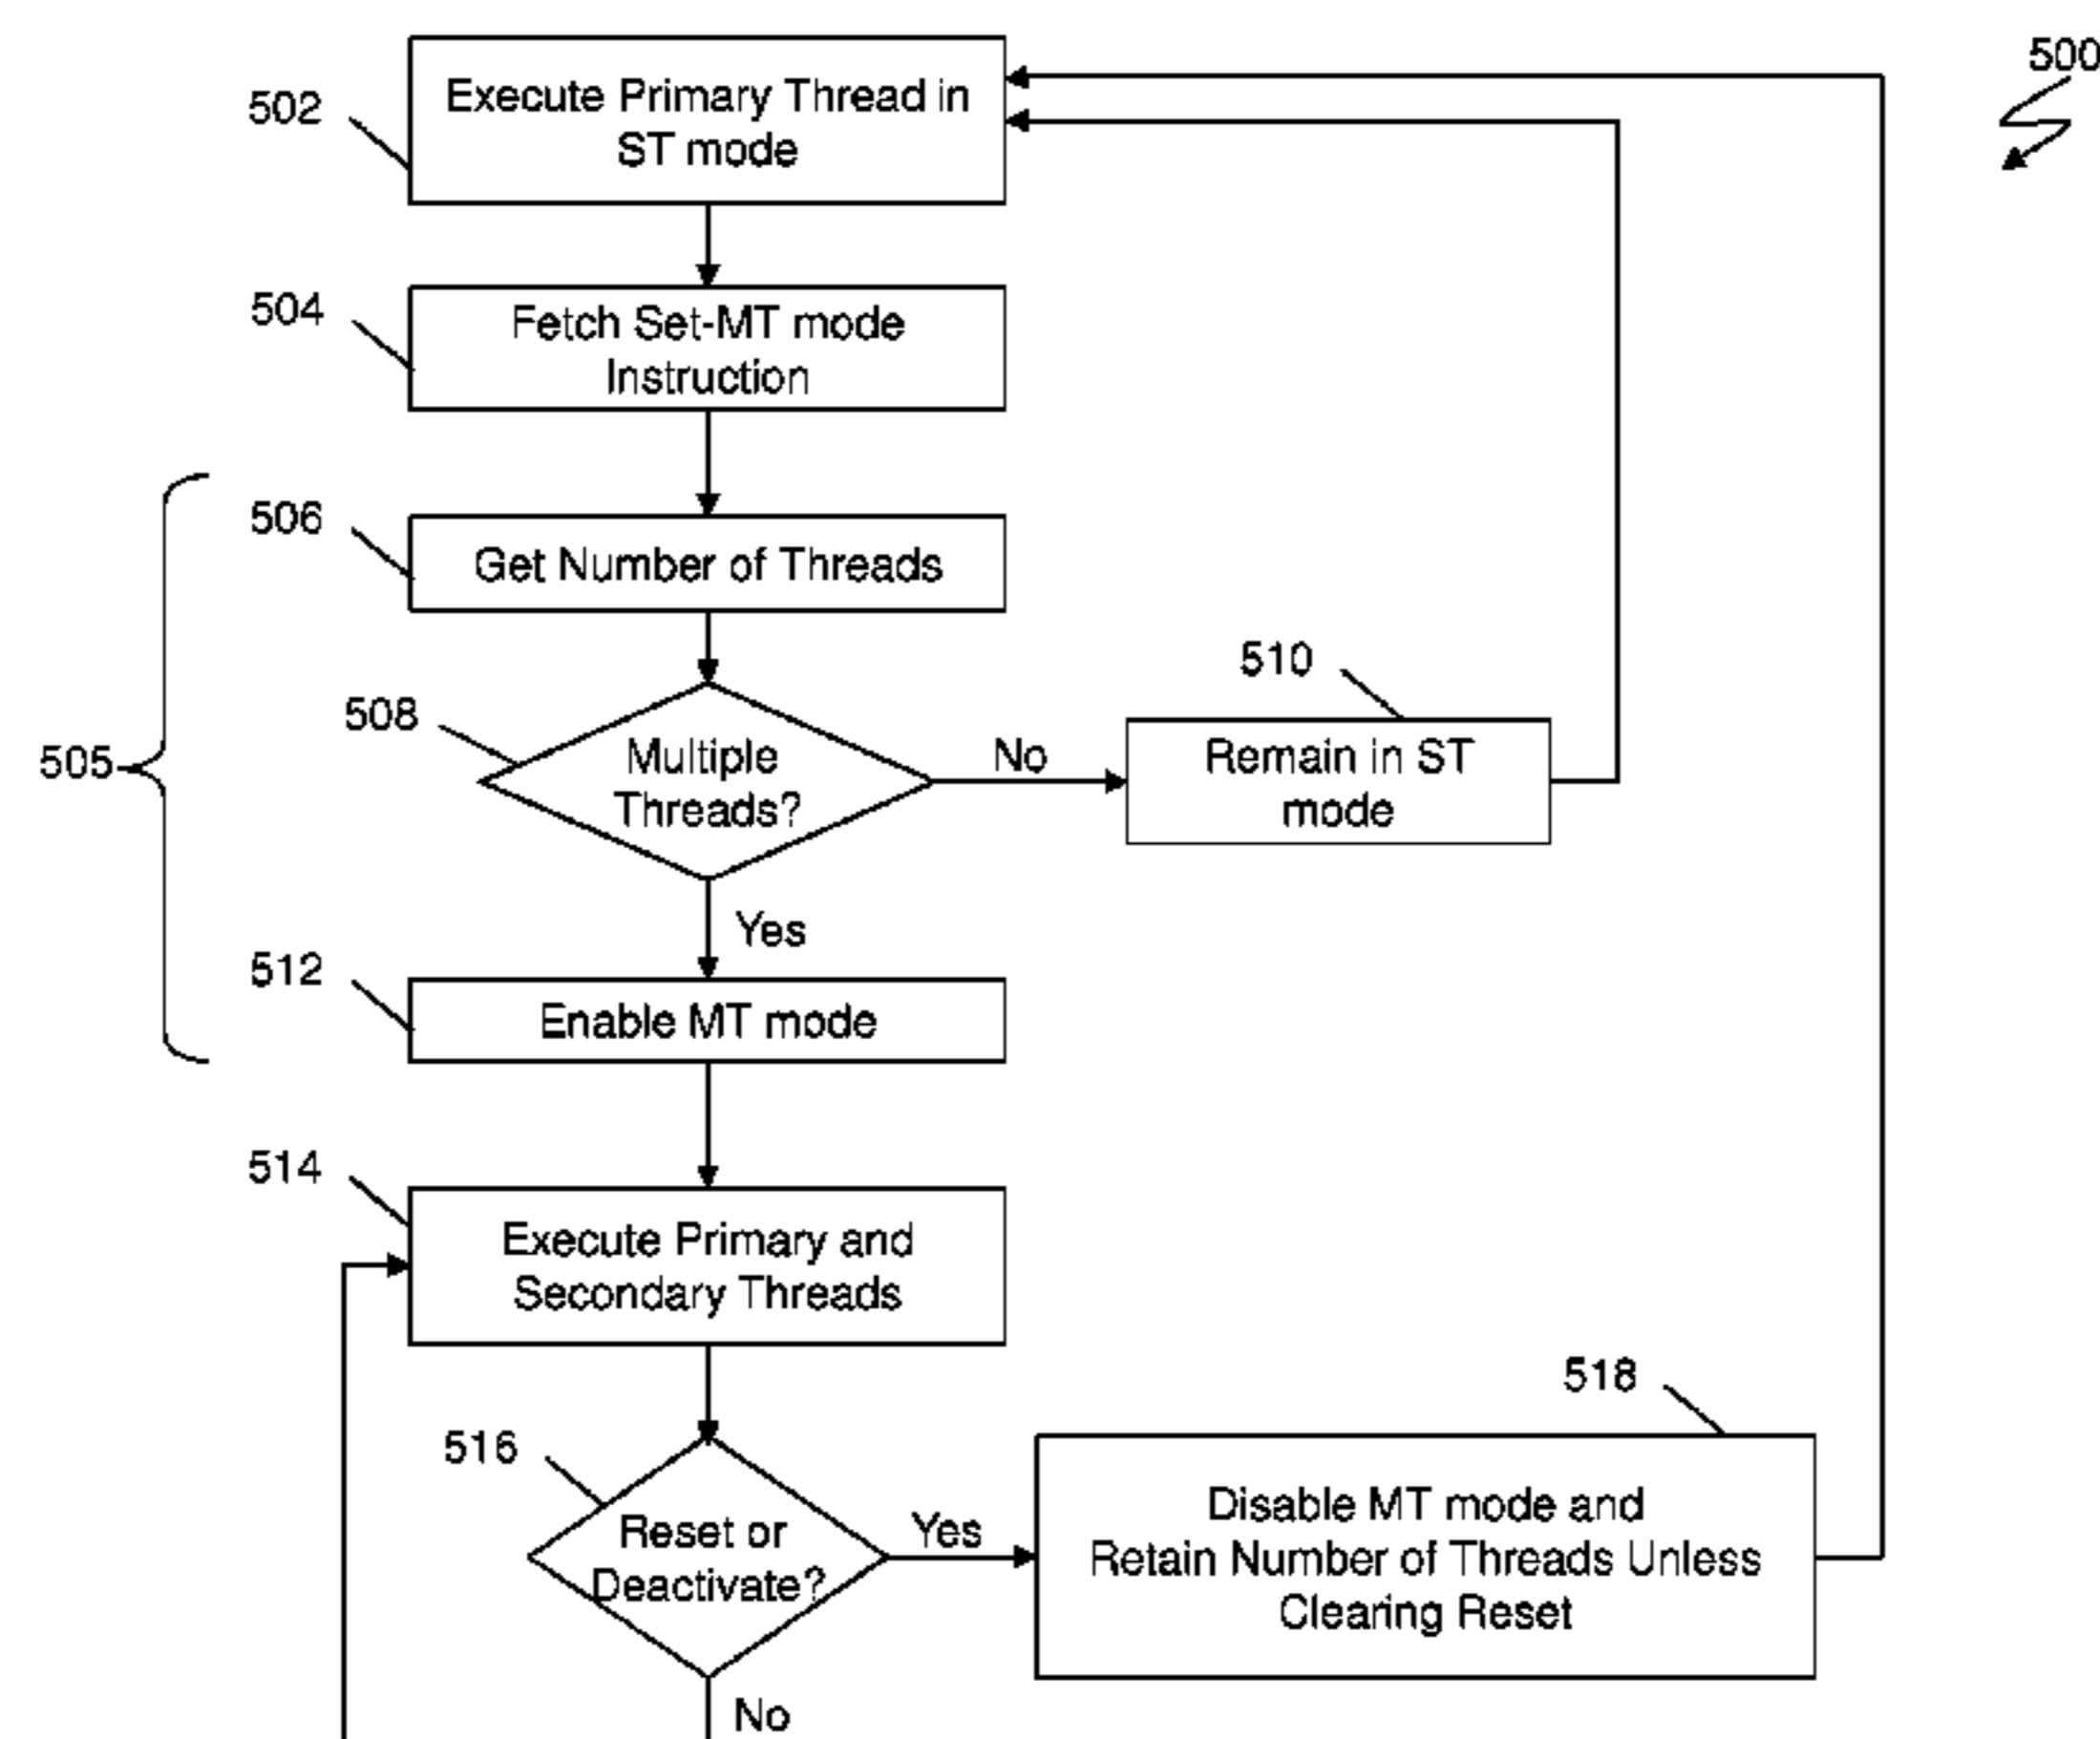 500
502
Execute Primary Thread in
ST mode
504
Fetch Set-MT mode
Instruction
505
506
Get Number of Threads
508
Multiple
Threads?
No
510
Remain in ST
mode
Yes
512
Enable MT mode
514
Execute Primary and
Secondary Threads
516
Reset or
Deactivate?
Yes
518
Disable MT mode and
Retain Number of Threads Unless
Clearing Reset
No